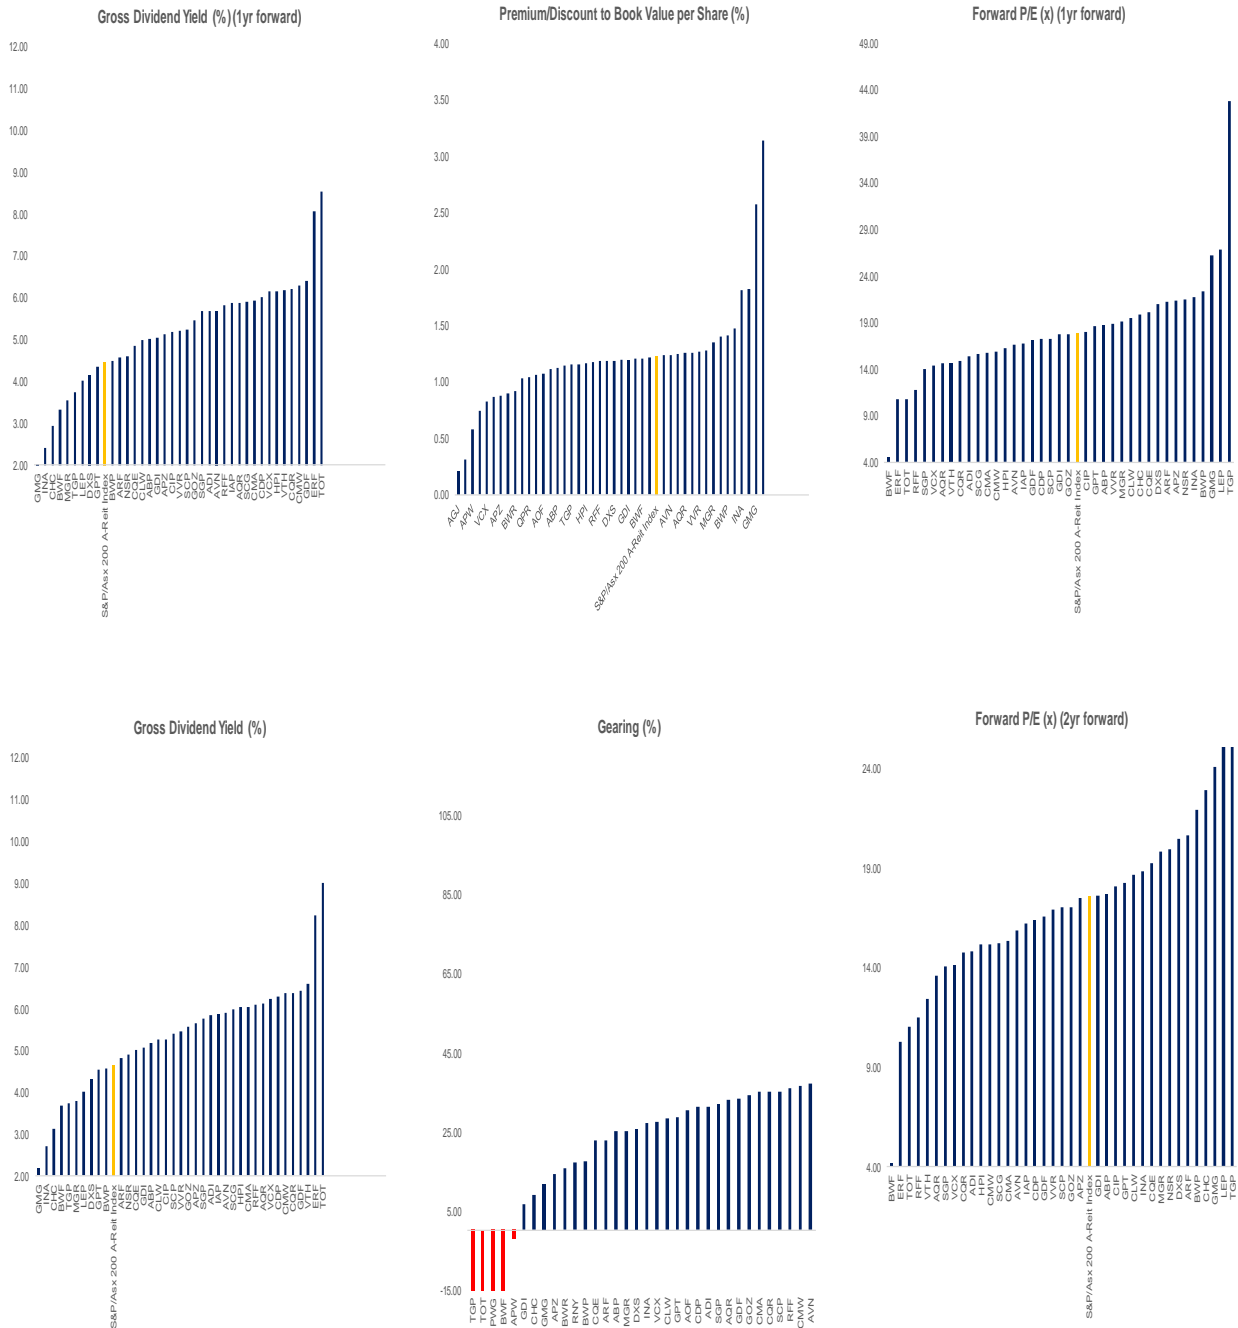 Gross Dividend Yield (%) (1yr forward)
12.00
11.00
10.00
9.00
8.00
7.00
6.00
5.00
4.00
3.00
2.00
GMG
INA
CHC
BWF
MGR
TGP
LEP
DXS
GPT
S&P/Asx 200 A-Reit Index
BWP
ARF
NSR
CQE
CLW
ABP
GDI
APZ
CIP
VVR
SCP
GOZ
SGP
ADI
AVN
RFF
IAP
AQR
SCG
CMA
CDP
VCX
HPI
VTH
CQR
CMW
GDF
ERF
TOT
Premium/Discount to Book Value per Share (%)
4.00
3.50
3.00
2.50
2.00
1.50
1.00
0.50
0.00
AGJ
APW
VCX
APZ
BWR
QPR
AOF
ABP
TGP
HPI
RFF
DXS
GDI
BWF
S&P/Asx 200 A-Reit Index
AVN
AQR
VVR
MGR
BWP
INA
GMG
Forward P/E (x) (1yr forward)
49.00
44.00
39.00
34.00
29.00
24.00
19.00
14.00
9.00
4.00
BWF
ERF
TOT
RFF
SGP
VCX
AQR
VTH
CQR
ADI
SCG
CMA
CMW
HPI
AVN
IAP
GDF
CDP
SCP
GDI
GOZ
S&P/Asx 200 A-Reit Index
CIP
GPT
ABP
VVR
MGR
CLW
CHC
CQE
DXS
ARF
APZ
NSR
INA
BWP
GMG
LEP
TGP
Gross Dividend Yield (%)
12.00
11.00
10.00
9.00
8.00
7.00
6.00
5.00
4.00
3.00
2.00
GMG
INA
CHC
BWF
TGP
MGR
LEP
DXS
GPT
BWP
S&P/Asx 200 A-Reit Index
ARF
NSR
CQE
GDI
ABP
CLW
CIP
SCP
VVR
GOZ
APZ
SGP
ADI
IAP
AVN
SCG
HPI
CMA
RFF
AQR
VCX
CDP
CMW
CQR
GDF
VTH
ERF
TOT
Gearing (%)
105.00
85.00
65.00
45.00
25.00
5.00
-15.00
TGP
TOT
PWG
BWF
APW
GDI
CHC
GMG
APZ
BWR
RNY
BWP
CQE
ARF
ABP
MGR
DXS
INA
VCX
CLW
GPT
AOF
CDP
ADI
SGP
AQR
GDF
GOZ
CMA
CQR
SCP
RFF
CMW
AVN
Forward P/E (x) (2yr forward)
24.00
19.00
14.00
9.00
4.00
BWF
ERF
TOT
RFF
VTH
AQR
SGP
VCX
CQR
ADI
HPI
CMW
SCG
CMA
AVN
IAP
CDP
GDF
VVR
SCP
GOZ
APZ
S&P/Asx 200 A-Reit Index
GDI
ABP
CIP
GPT
CLW
INA
CQE
MGR
NSR
DXS
ARF
BWP
CHC
GMG
LEP
TGP